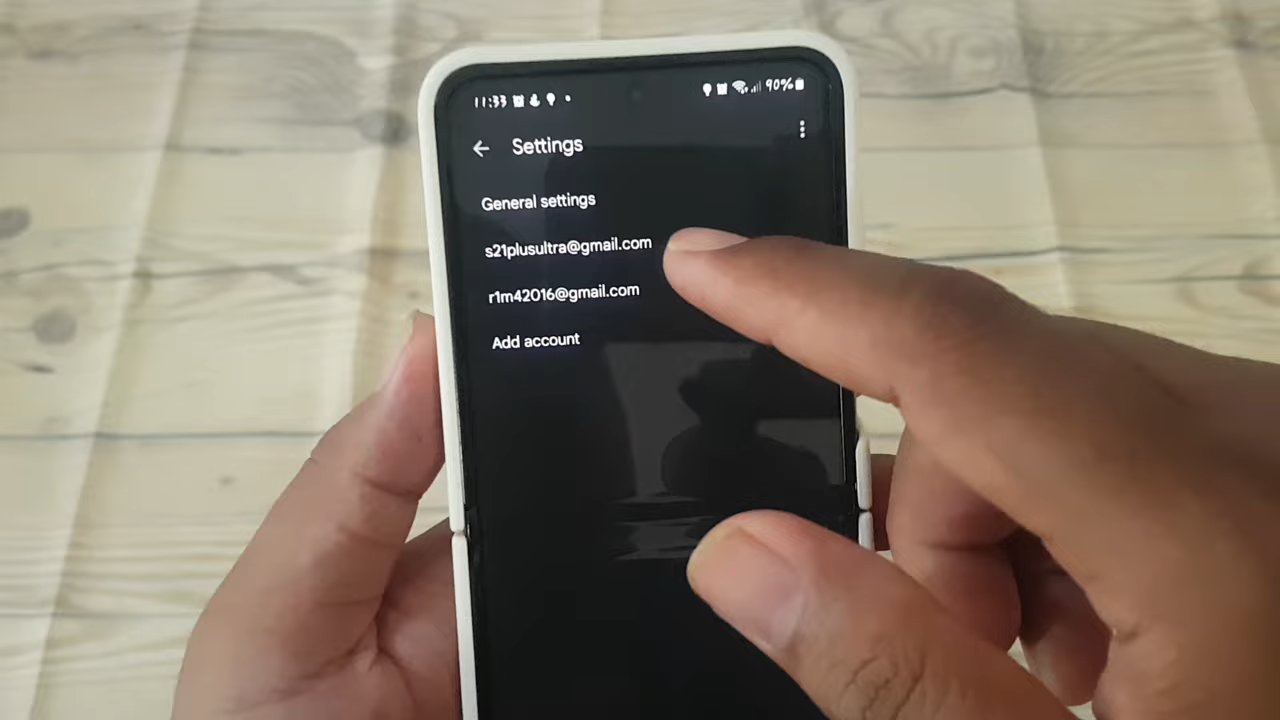 11:33
90%
Settings
General settings
s21plusultra@gmail.com
r1m42016@gmail.com
Add account